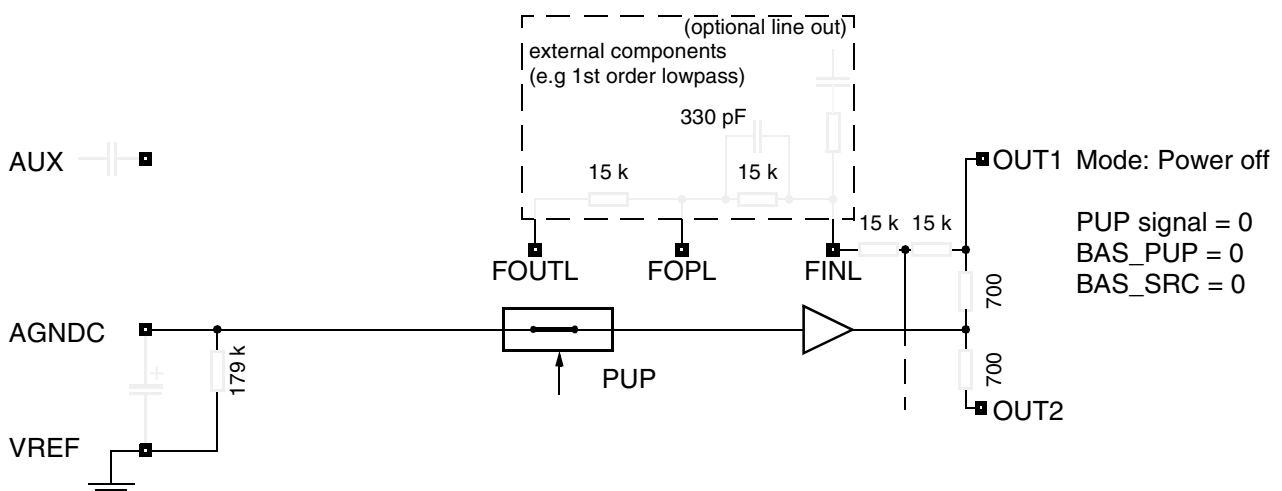 (optional line out)
external components
(e.g 1st order lowpass)
330 pF
15 k
15 k
AUX
OUT1
Mode: Power off
15 k
15 k
PUP signal = 0
BAS_PUP = 0
BAS_SRC = 0
FOUTL
FOPL
FINL
700
AGNDC
179 k
+
PUP
700
OUT2
VREF